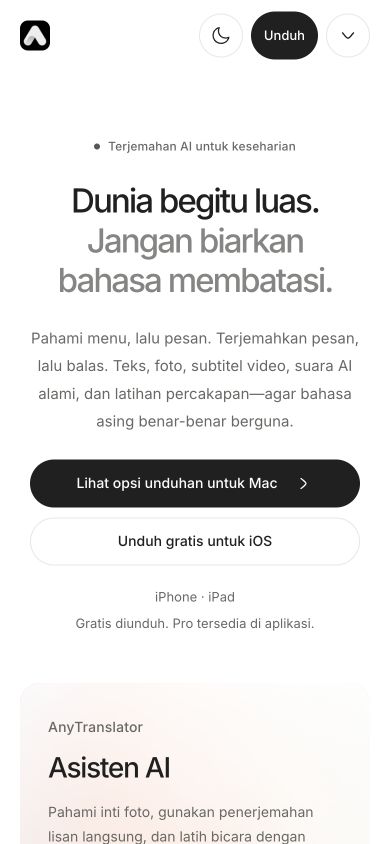 Unduh
Terjemahan AI untuk keseharian
Dunia begitu luas.
Jangan biarkan
bahasa membatasi.
Pahami menu, lalu pesan. Terjemahkan pesan,
lalu balas. Teks, foto, subtitel video, suara AI
alami, dan latihan percakapan—agar bahasa
asing benar-benar berguna.
Lihat opsi unduhan untuk Mac
Unduh gratis untuk iOS
iPhone · iPad
Gratis diunduh. Pro tersedia di aplikasi.
AnyTranslator
Asisten AI
Pahami inti foto, gunakan penerjemahan
lisan langsung, dan latih bicara dengan